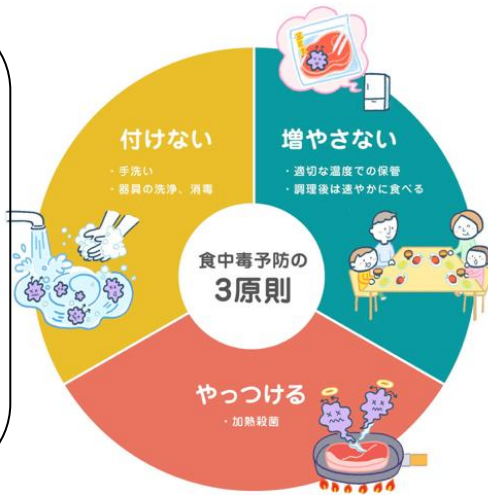 付けない
・手洗い
・器具の洗浄、消毒
増やさない
・適切な温度での保管
・調理後は速やかに食べる
食中毒予防の
3原則
やっつける
・加熱殺菌